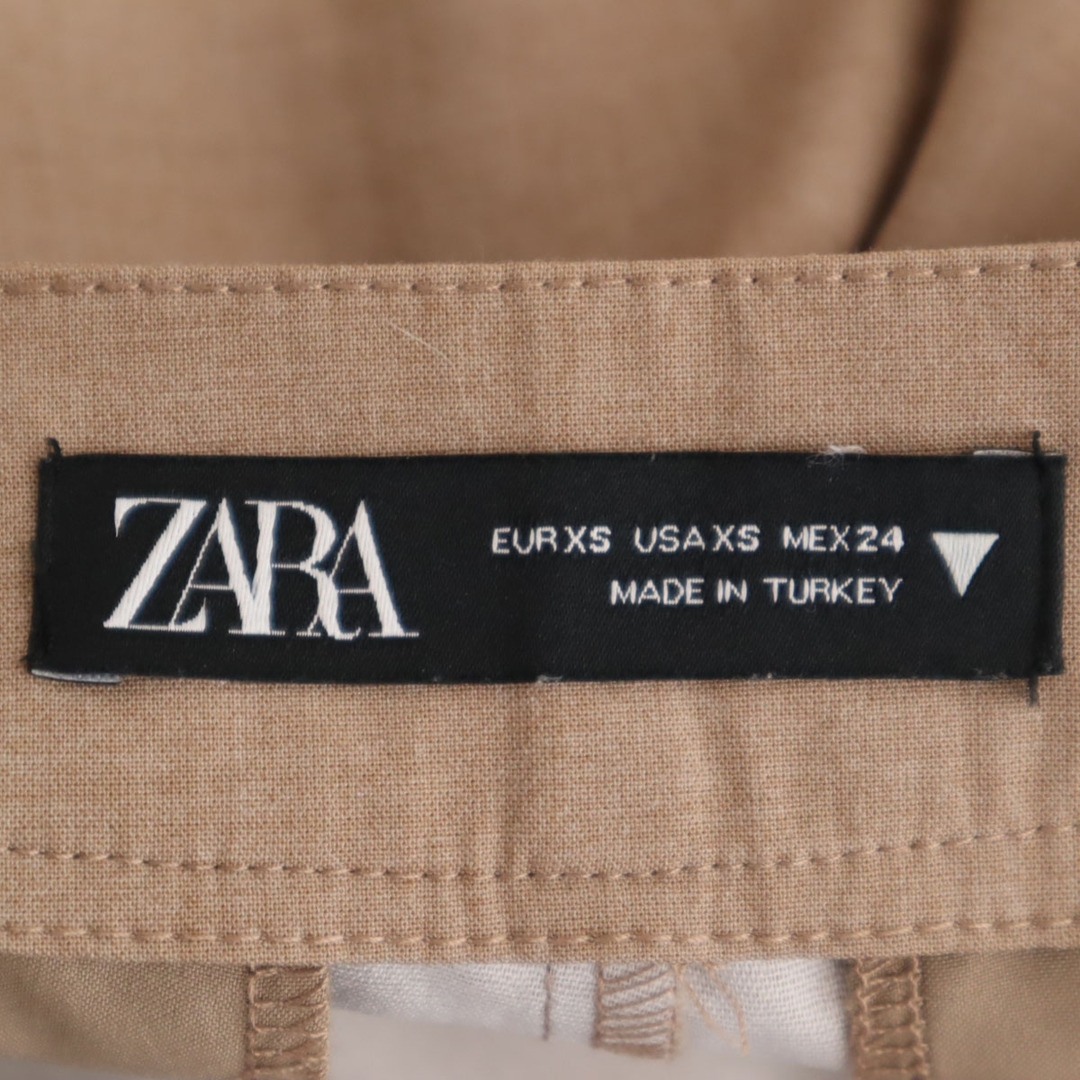 ZARA
EUR XS USA XS MEX 24
MADE IN TURKEY